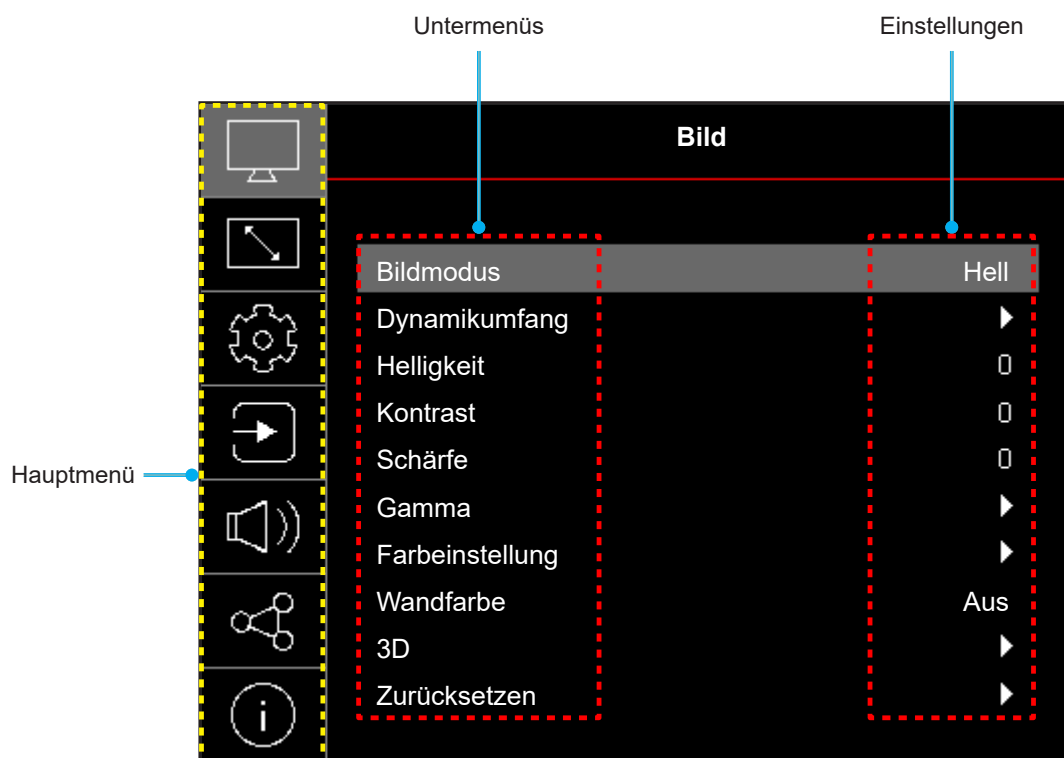 Untermenüs
Einstellungen
Bild
Bildmodus Hell
Dynamikumfang
Helligkeit 0
Kontrast 0
Schärfe 0
Hauptmenü
Gamma
Farbeinstellung
Wandfarbe Aus
3D
Zurücksetzen
i